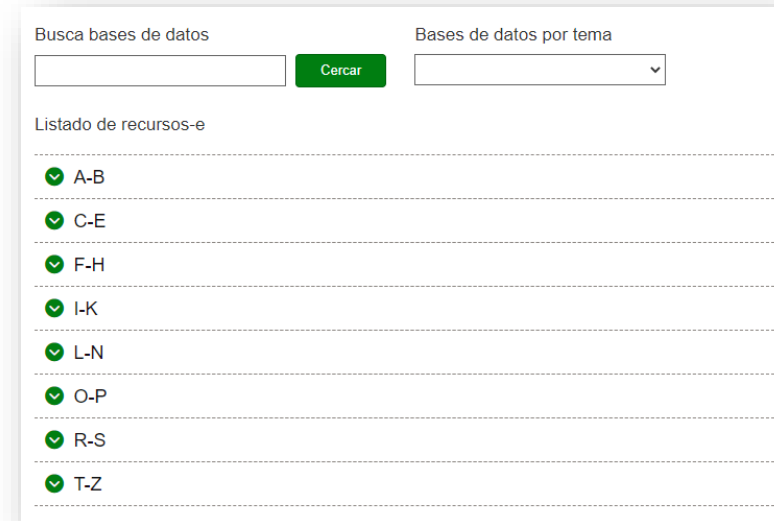 Busca bases de datos
Bases de datos por tema
Cercar
Listado de recursos-e
A-B
C-E
F-H
I-K
L-N
O-P
R-S
T-Z